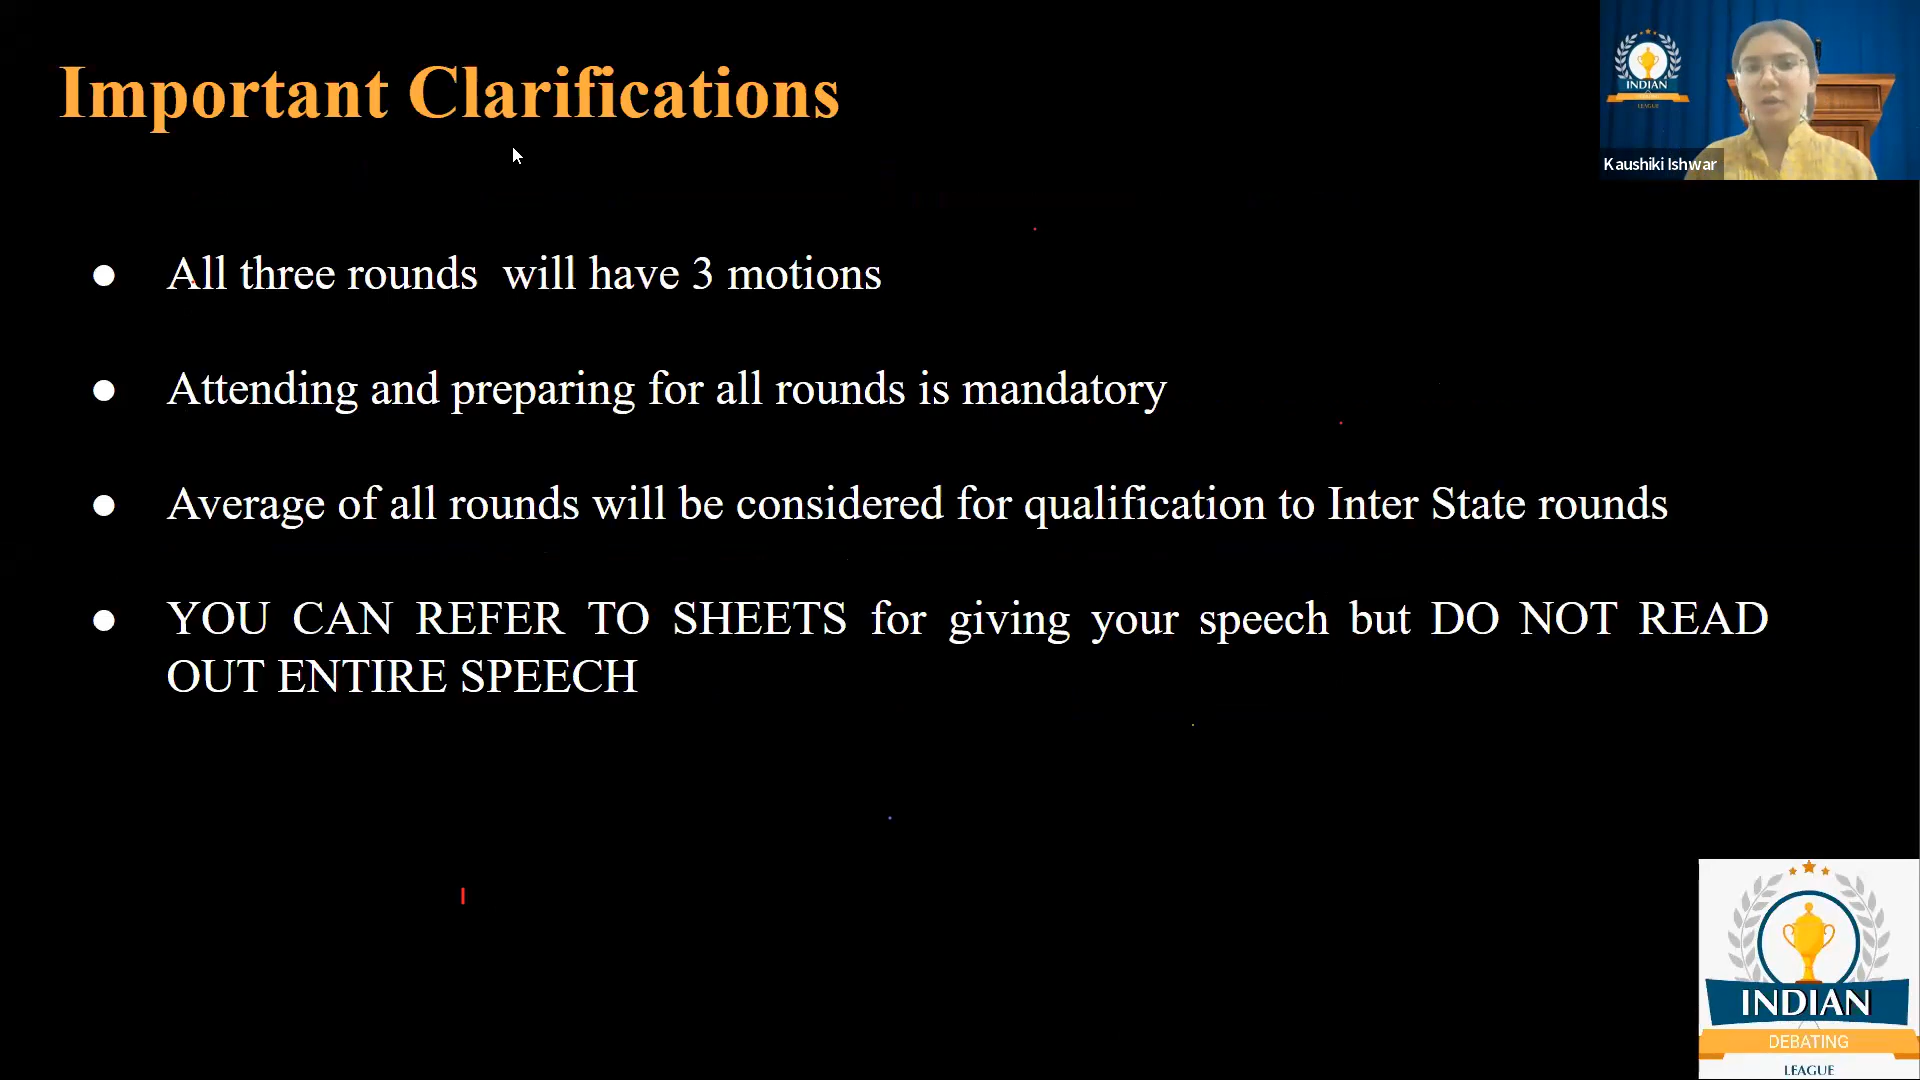 Important Clarifications
INDIAN
LEAGUE
Kaushiki Ishwar
● All three rounds  will have 3 motions
● Attending and preparing for all rounds is mandatory
● Average of all rounds will be considered for qualification to Inter State rounds
● YOU CAN REFER TO SHEETS for giving your speech but DO NOT READ
OUT ENTIRE SPEECH
INDIAN
DEBATING
LEAGUE